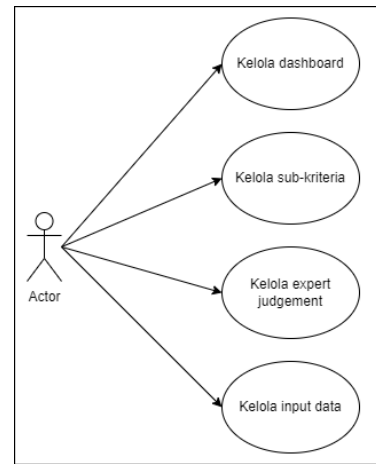 Kelola dashboard
Kelola sub-kriteria
Actor
Kelola expert
judgement
Kelola input data